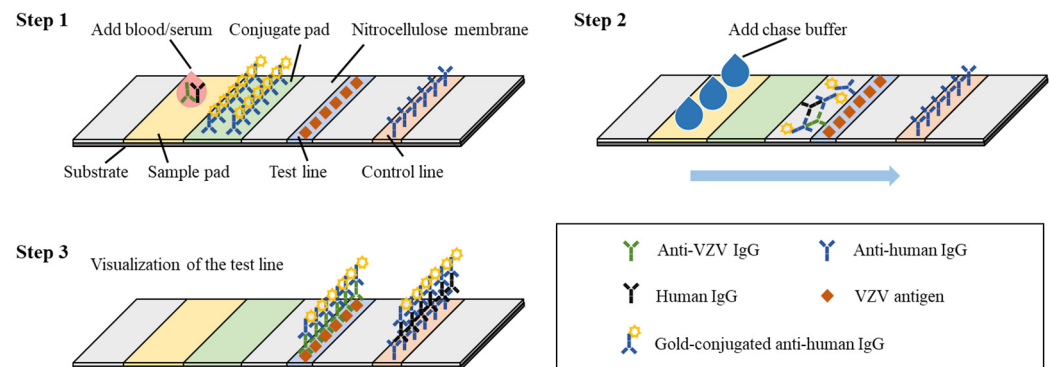 Step 1
Add blood/serum
Conjugate pad
Nitrocellulose membrane
Substrate
Sample pad
Test line
Control line
Step 2
Add chase buffer
Step 3
Visualization of the test line
Anti-VZV IgG
Anti-human IgG
Human IgG
VZV antigen
Gold-conjugated anti-human IgG